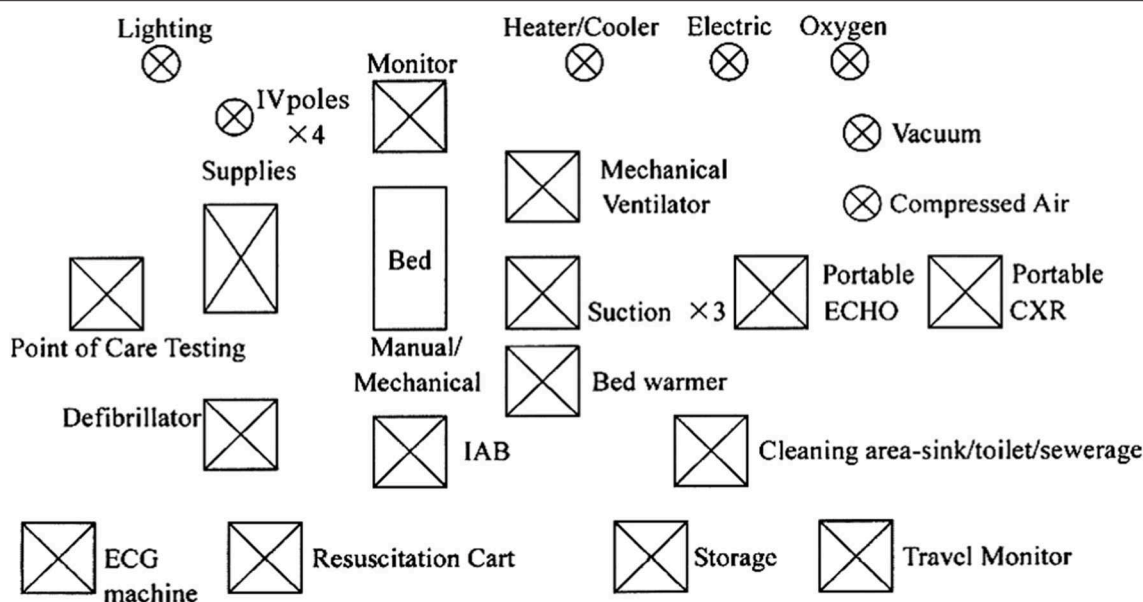 Lighting
Heater/Cooler
Electric
Oxygen
Monitor
IVpoles
×4
Vacuum
Supplies
Mechanical
Ventilator
Compressed Air
Bed
Portable
ECHO
Portable
CXR
Suction ×3
Point of Care Testing
Manual/
Mechanical
Bed warmer
Defibrillator
IAB
Cleaning area-sink/toilet/sewerage
ECG
machine
Resuscitation Cart
Storage
Travel Monitor